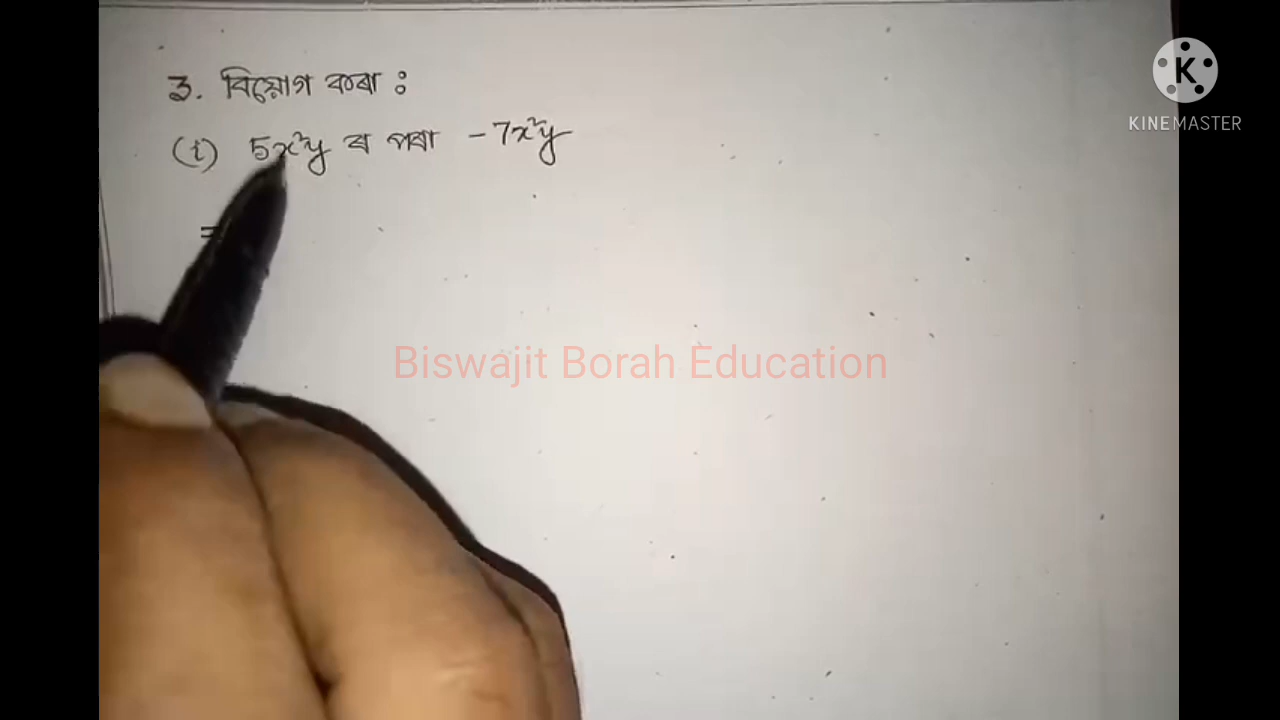 ৩. বিয়োগ কৰা :
(i) 5x²y ৰ পৰা -7x²y
=
Biswajit Borah Education
K
KINEMASTER